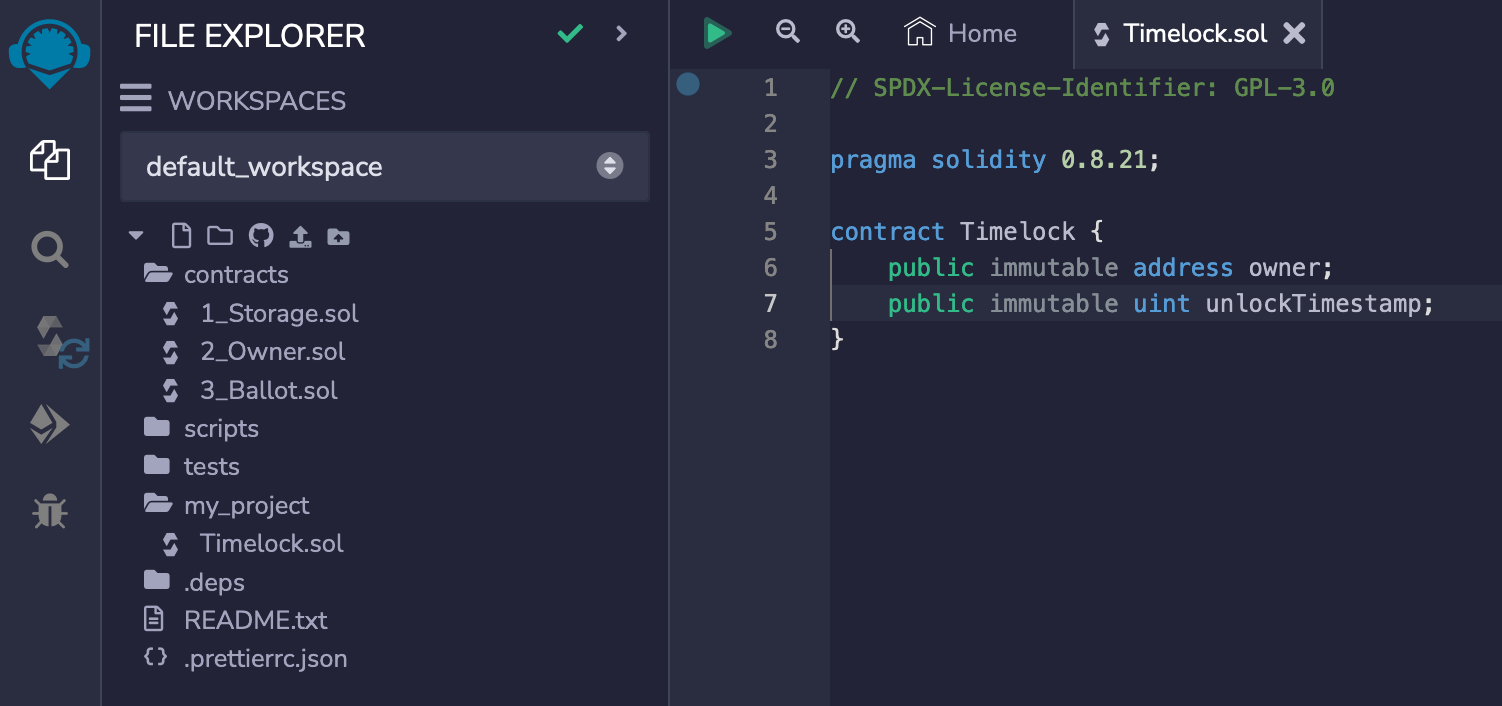 FILE EXPLORER
WORKSPACES
default_workspace
contracts
1_Storage.sol
2_Owner.sol
3_Ballot.sol
scripts
tests
my_project
Timelock.sol
.deps
README.txt
.prettierrc.json
Home
Timelock.sol
1 // SPDX-License-Identifier: GPL-3.0
2
3 pragma solidity 0.8.21;
4
5 contract Timelock {
6     public immutable address owner;
7     public immutable uint unlockTimestamp;
8 }